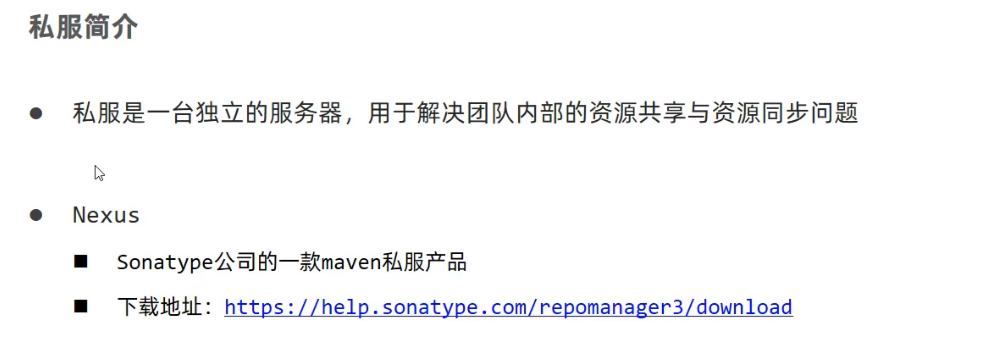 私服简介
● 私服是一台独立的服务器，用于解决团队内部的资源共享与资源同步问题
● Nexus
■ Sonatype公司的一款maven私服产品
■ 下载地址：https://help.sonatype.com/repomanager3/download